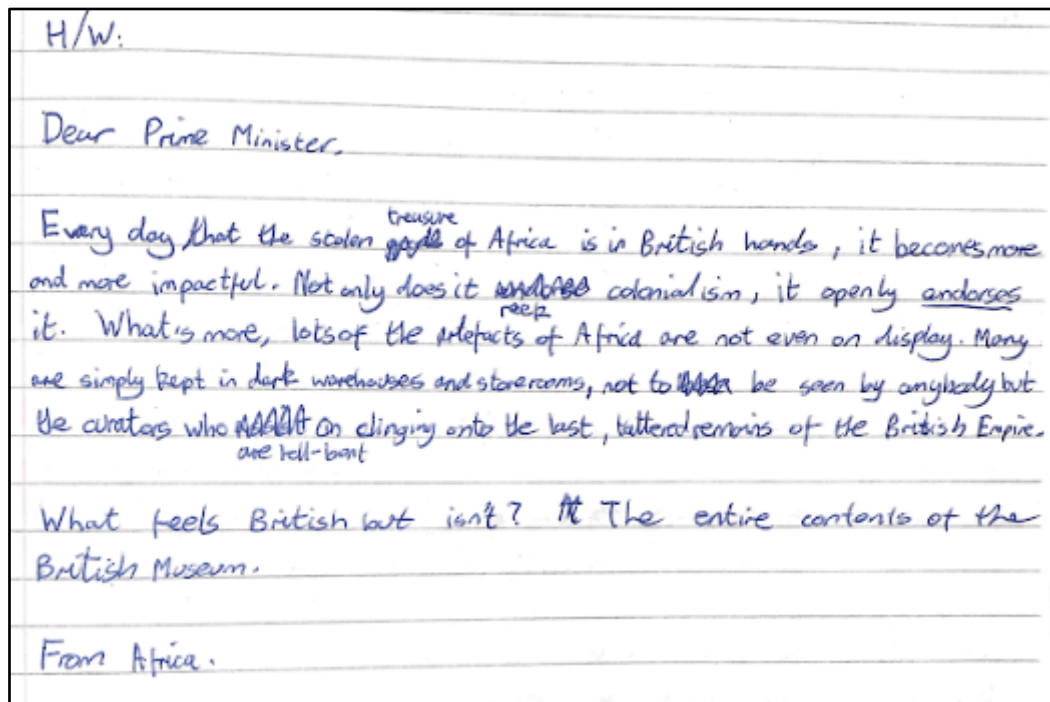 H/W:
Dear Prime Minister,
treasure
Every day that the stolen of Africa is in British hands, it becomes more
and more impactful. Not only does it colonialism, it openly endorses
reek
it. What's more, lots of the artefacts of Africa are not even on display. Many
are simply kept in dark warehouses and storerooms, not to be seen by anybody but
the curators who on clinging onto the last, tattered remains of the British Empire.
are hell-bent
What feels British but isn't? The entire contents of the
British Museum.
From Africa.